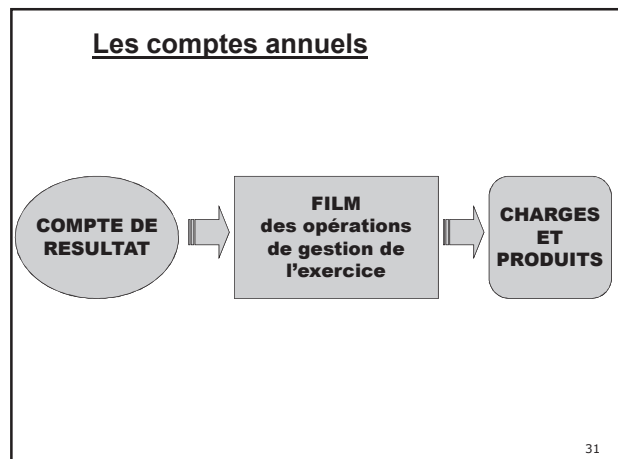 Les comptes annuels
COMPTE DE
RESULTAT
FILM
des opérations
de gestion de
l'exercice
CHARGES
ET
PRODUITS
31